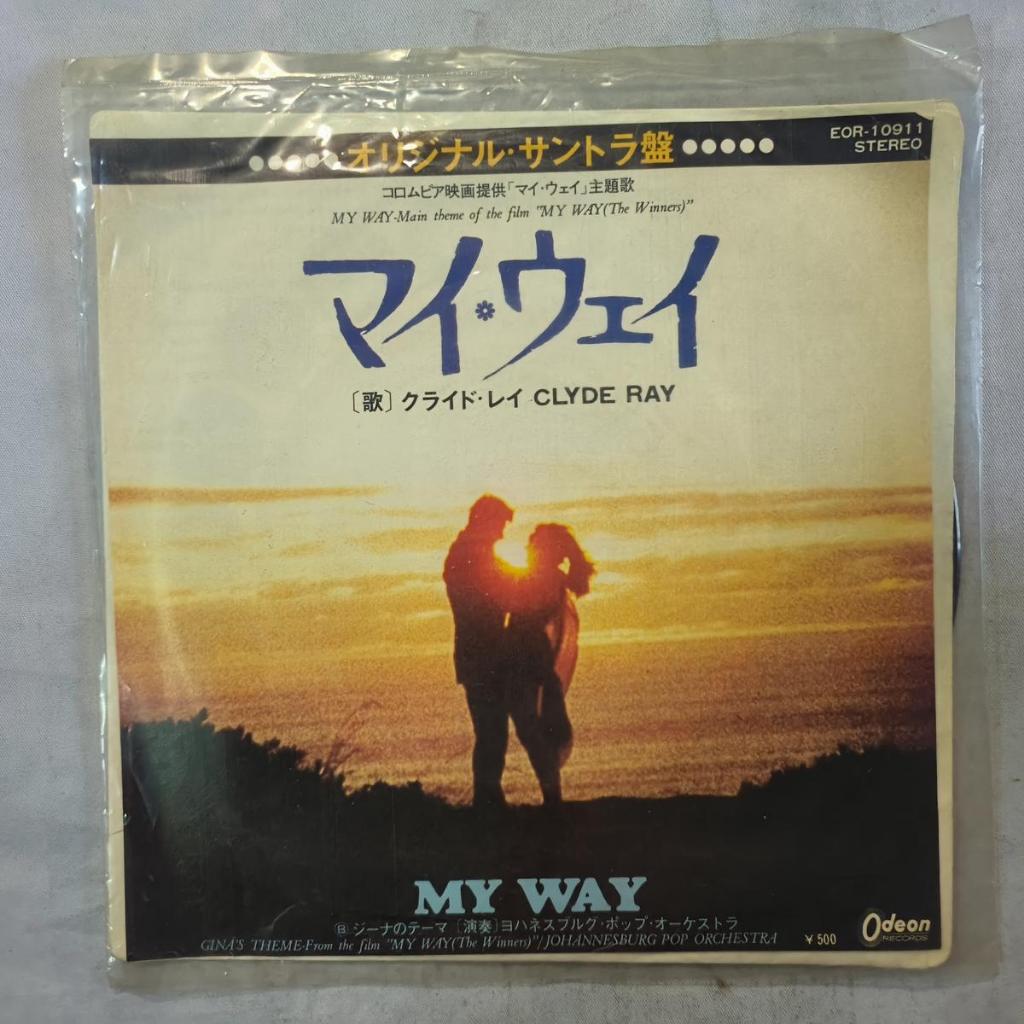 オリジナル・サントラ盤
EOR-10911
STEREO
コロムビア映画提供「マイ・ウェイ」主題歌
MY WAY-Main theme of the film "MY WAY(The Winners)"
マイ・ウェイ
〔歌〕クライド・レイ CLYDE RAY
MY WAY
Ⓑ ジーナのテーマ〔演奏〕ヨハネスブルグ・ポップ・オーケストラ
GINA'S THEME-From the film "MY WAY(The Winners)"/JOHANNESBURG POP ORCHESTRA
￥500
Odeon
RECORDS